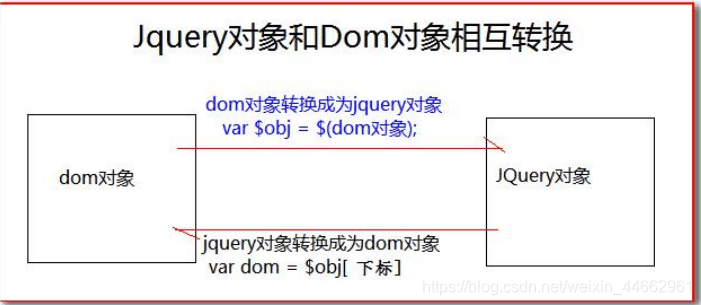 Jquery对象和Dom对象相互转换
dom对象转换成为jquery对象
var $obj = $(dom对象);
dom对象
JQuery对象
jquery对象转换成为dom对象
var dom = $obj[ 下标]
https://blog.csdn.net/weixin_44662961